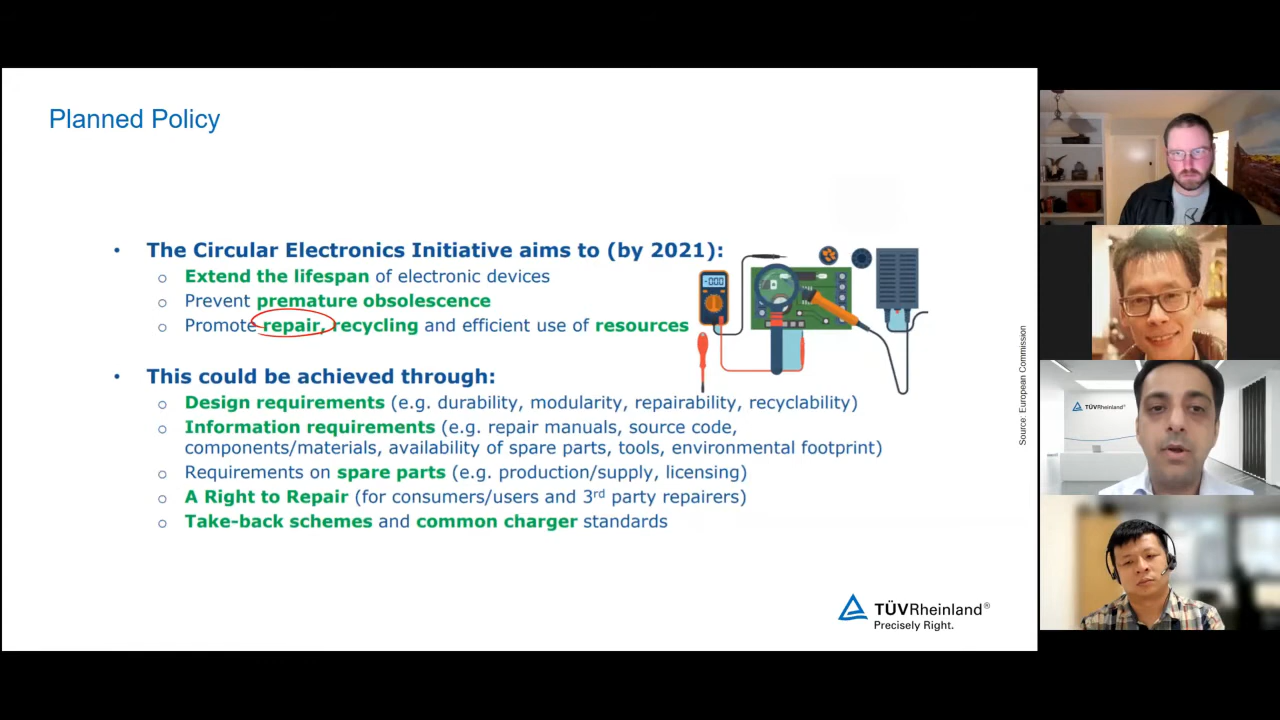 Planned Policy
• The Circular Electronics Initiative aims to (by 2021):
o Extend the lifespan of electronic devices
o Prevent premature obsolescence
o Promote repair, recycling and efficient use of resources
• This could be achieved through:
o Design requirements (e.g. durability, modularity, repairability, recyclability)
o Information requirements (e.g. repair manuals, source code,
components/materials, availability of spare parts, tools, environmental footprint)
o Requirements on spare parts (e.g. production/supply, licensing)
o A Right to Repair (for consumers/users and 3rd party repairers)
o Take-back schemes and common charger standards
-000
Source: European Commission
TÜVRheinland®
Precisely Right.
TÜVRheinland®